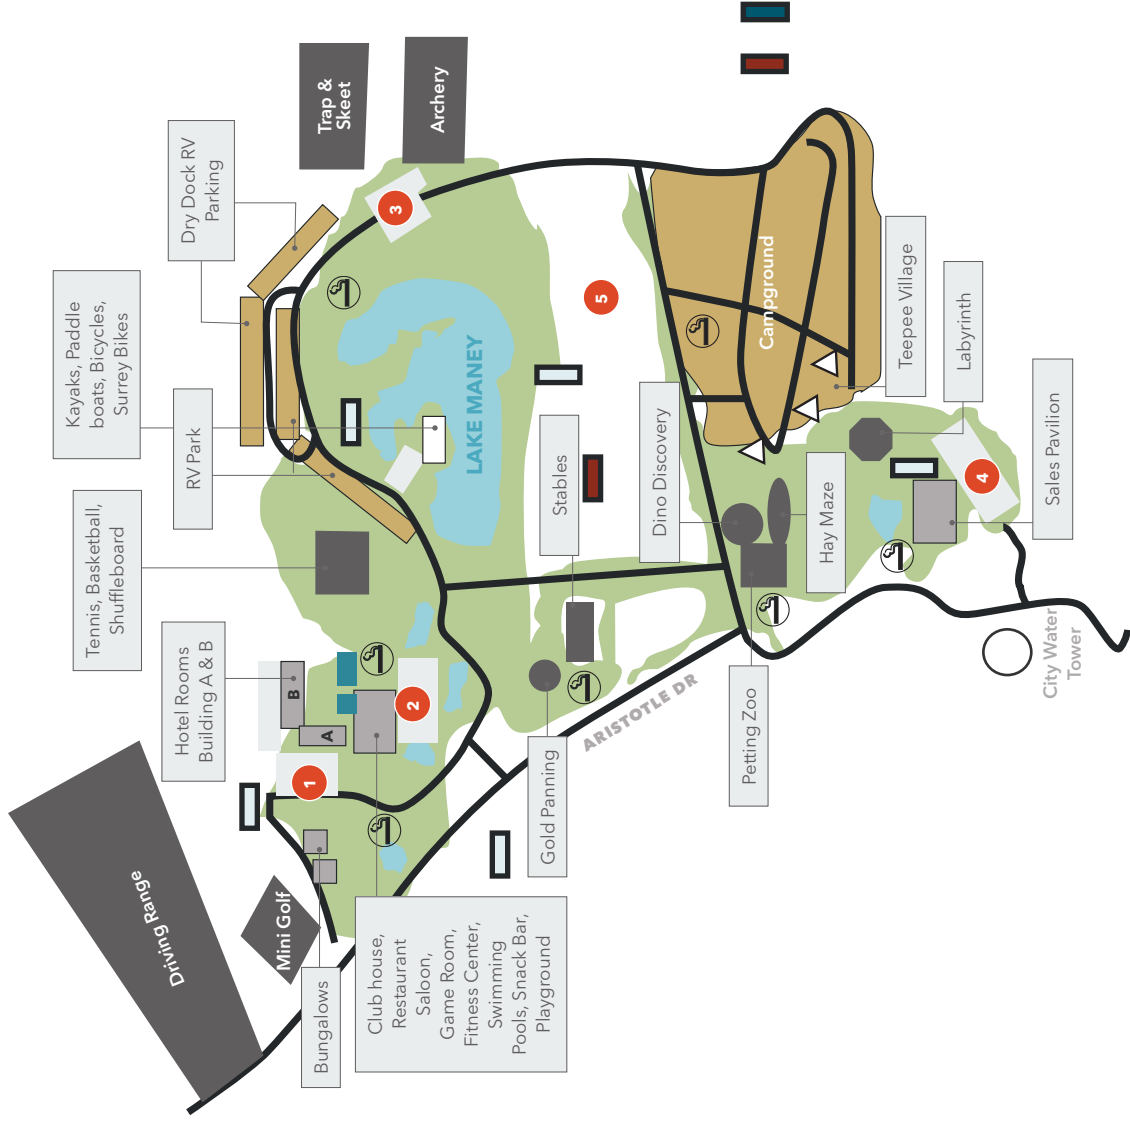 Trap &
Skeet
Archery
Dry Dock RV
Parking
3
Kayaks, Paddle
boats, Bicycles,
Surrey Bikes
RV Park
LAKE MANEY
5
Campground
Teepee Village
Labyrinth
Sales Pavilion
4
Stables
Dino Discovery
Hay Maze
Tennis, Basketball,
Shuffleboard
Hotel Rooms
Building A & B
B
A
2
1
ARISTOTLE DR
Petting Zoo
City Water
Tower
Gold Panning
Driving Range
Mini Golf
Bungalows
Club house,
Restaurant
Saloon,
Game Room,
Fitness Center,
Swimming
Pools, Snack Bar,
Playground